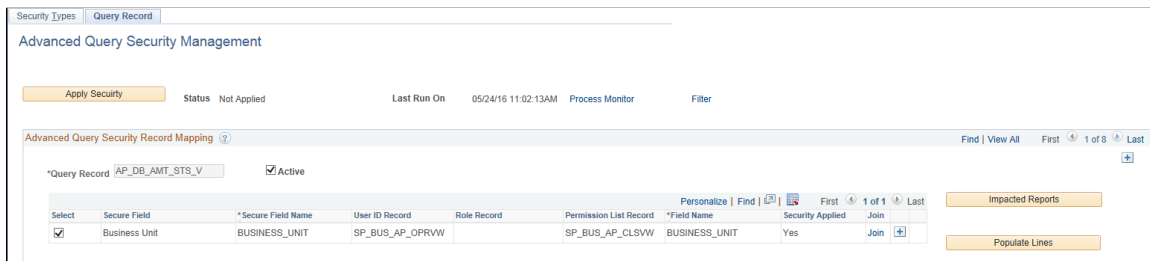 Security Types Query Record
Advanced Query Security Management
Apply Secuirty Status Not Applied Last Run On 05/24/16 11:02:13AM Process Monitor Filter
Advanced Query Security Record Mapping ? Find | View All First 1 of 8 Last
*Query Record AP_DB_AMT_STS_V Active
Personalize | Find | First 1 of 1 Last Impacted Reports
Select Secure Field *Secure Field Name User ID Record Role Record Permission List Record *Field Name Security Applied Join
Business Unit BUSINESS_UNIT SP_BUS_AP_OPRVW SP_BUS_AP_CLSVW BUSINESS_UNIT Yes Join
Populate Lines